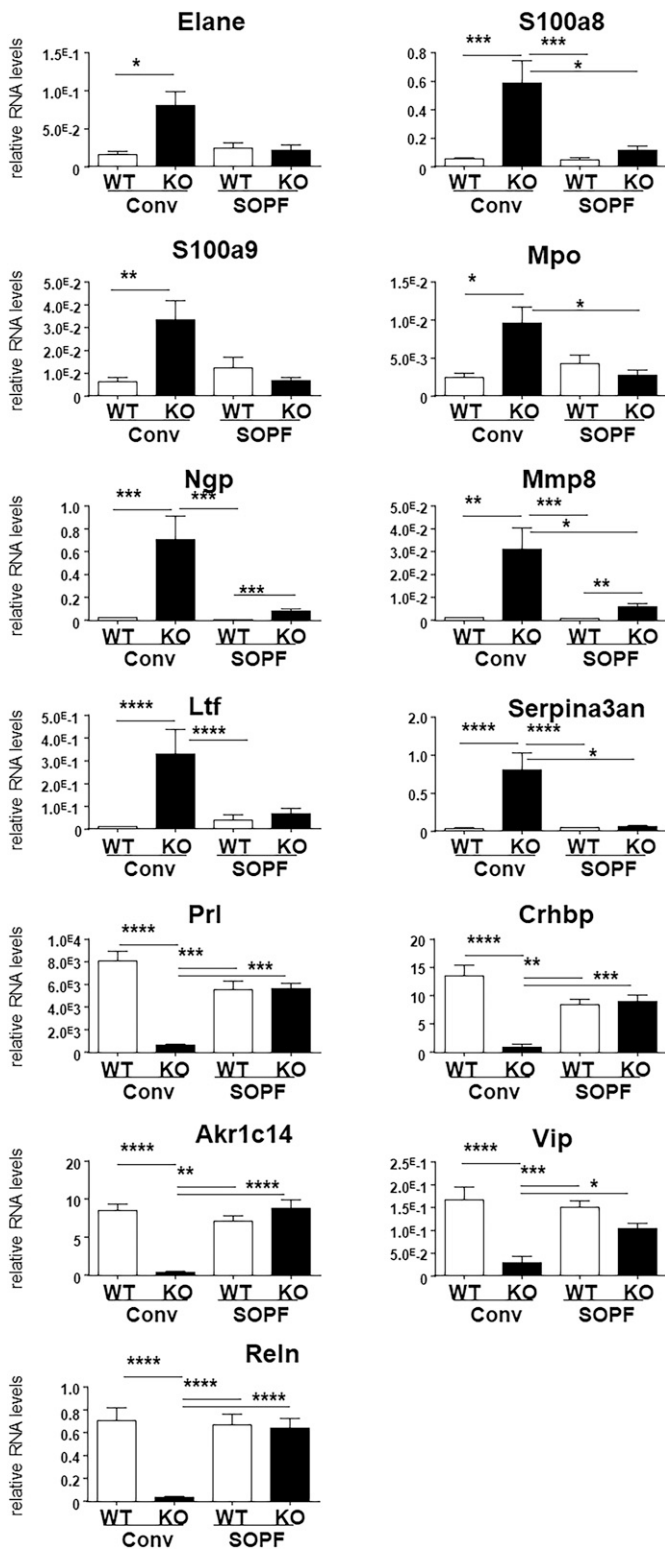 Elane
relative RNA levels
1.5E-1
1.0E-1
5.0E-2
0
*
WT KO WT KO
Conv SOPF
S100a8
0.8
0.6
0.4
0.2
0
*** ***
*
WT KO WT KO
Conv SOPF
S100a9
relative RNA levels
5.0E-2
4.0E-2
3.0E-2
2.0E-2
1.0E-2
0
**
WT KO WT KO
Conv SOPF
Mpo
1.5E-2
1.0E-2
5.0E-3
0
*
*
WT KO WT KO
Conv SOPF
Ngp
relative RNA levels
1.0
0.8
0.6
0.4
0.2
0
*** ***
***
WT KO WT KO
Conv SOPF
Mmp8
5.0E-2
4.0E-2
3.0E-2
2.0E-2
1.0E-2
0
** ***
*
**
WT KO WT KO
Conv SOPF
Ltf
relative RNA levels
5.0E-1
4.0E-1
3.0E-1
2.0E-1
1.0E-1
0
****
****
WT KO WT KO
Conv SOPF
Serpina3an
2.0
1.0
0.5
0
**** ****
*
WT KO WT KO
Conv SOPF
Prl
relative RNA levels
1.0E4
8.0E3
6.0E3
4.0E3
2.0E3
0
****
***
***
WT KO WT KO
Conv SOPF
Crhbp
20
15
10
5
0
****
**
***
WT KO WT KO
Conv SOPF
Akr1c14
relative RNA levels
20
10
5
0
****
**
****
WT KO WT KO
Conv SOPF
Vip
2.5E-1
2.0E-1
1.5E-1
1.0E-1
5.0E-2
0
****
***
*
WT KO WT KO
Conv SOPF
Reln
relative RNA levels
1.0
0.8
0.6
0.4
0.2
0
****
****
****
WT KO WT KO
Conv SOPF